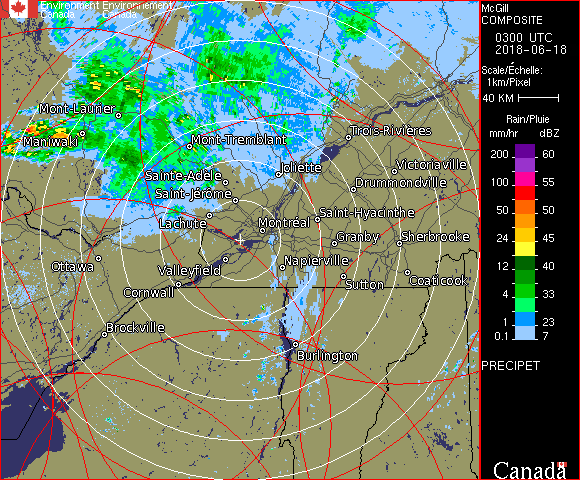 Environment Environnement
Canada Canada
Mont-Laurier
Maniwaki
Mont-Tremblant
Trois-Rivières
Sainte-Adèle
Joliette
Victoriaville
Saint-Jérôme
Drummondville
Lachute
Saint-Hyacinthe
Montréal
Granby
Sherbrooke
Ottawa
Valleyfield
Napierville
Cornwall
Sutton
Coaticook
Brockville
Burlington
McGill
COMPOSITE
0300 UTC
2018-06-18
Scale/Échelle:
1km/Pixel
40 KM
Rain/Pluie
mm/hr dBZ
200 60
100 55
50 50
24 45
12 40
4 33
1 23
0.1 7
PRECIPET
Canada